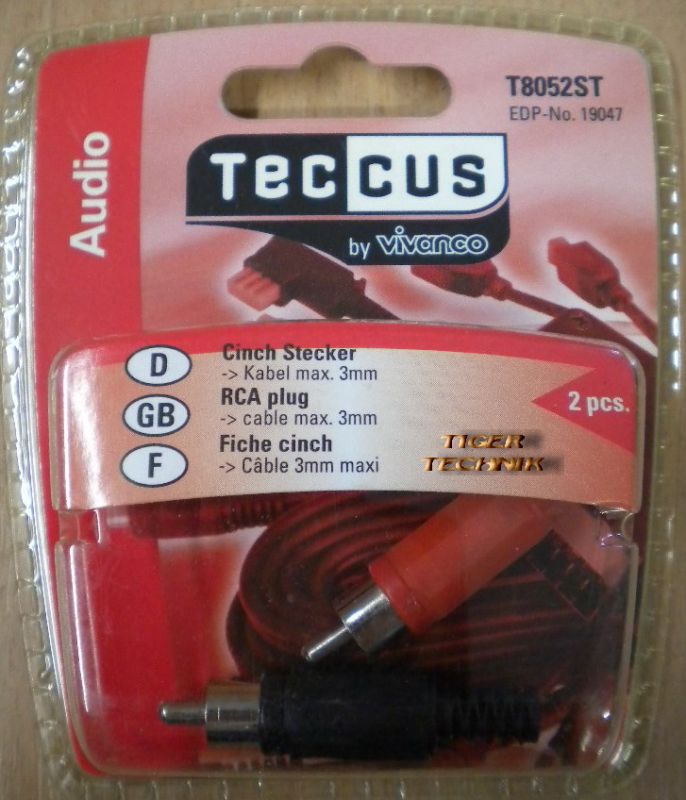 T8052ST
EDP-No. 19047
Audio
TECCUS
by vivanco
D
Cinch Stecker
-> Kabel max. 3mm
GB
RCA plug
-> cable max. 3mm
2 pcs.
F
Fiche cinch
-> Câble 3mm maxi
TIGER
TECHNIK